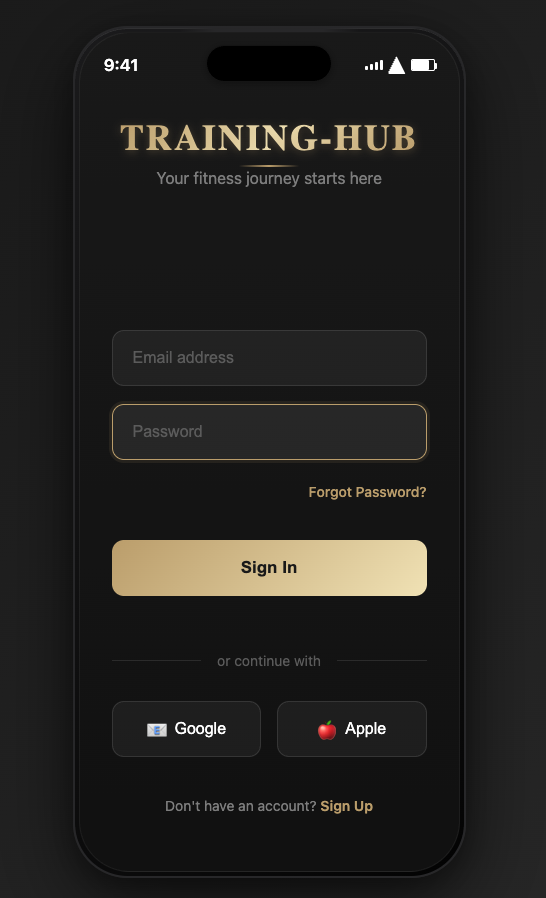 9:41
TRAINING-HUB
Your fitness journey starts here
Email address
Password
Forgot Password?
Sign In
or continue with
Google
Apple
Don't have an account? Sign Up